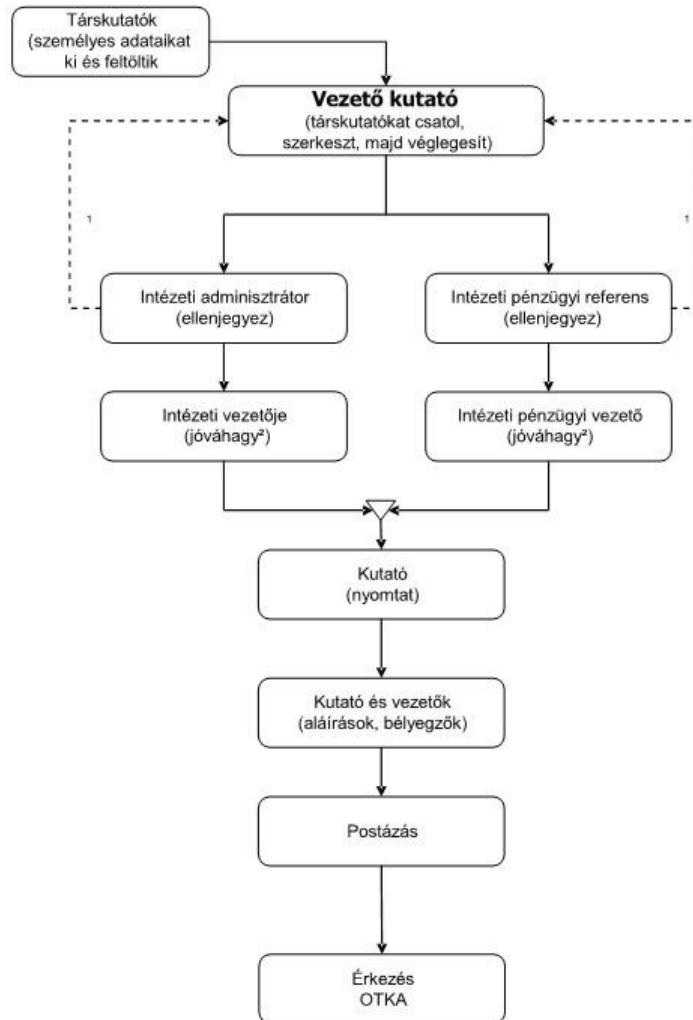 Társkutatók
(személyes adataikat
ki és feltöltik
Vezető kutató
(társkutatókat csatol,
szerkeszt, majd véglegesít)
1
1
Intézeti adminisztrátor
(ellenjegyez)
Intézeti pénzügyi referens
(ellenjegyez)
Intézeti vezetője
(jóváhagy²)
Intézeti pénzügyi vezető
(jóváhagy²)
Kutató
(nyomtat)
Kutató és vezetők
(aláírások, bélyegzők)
Postázás
Érkezés
OTKA